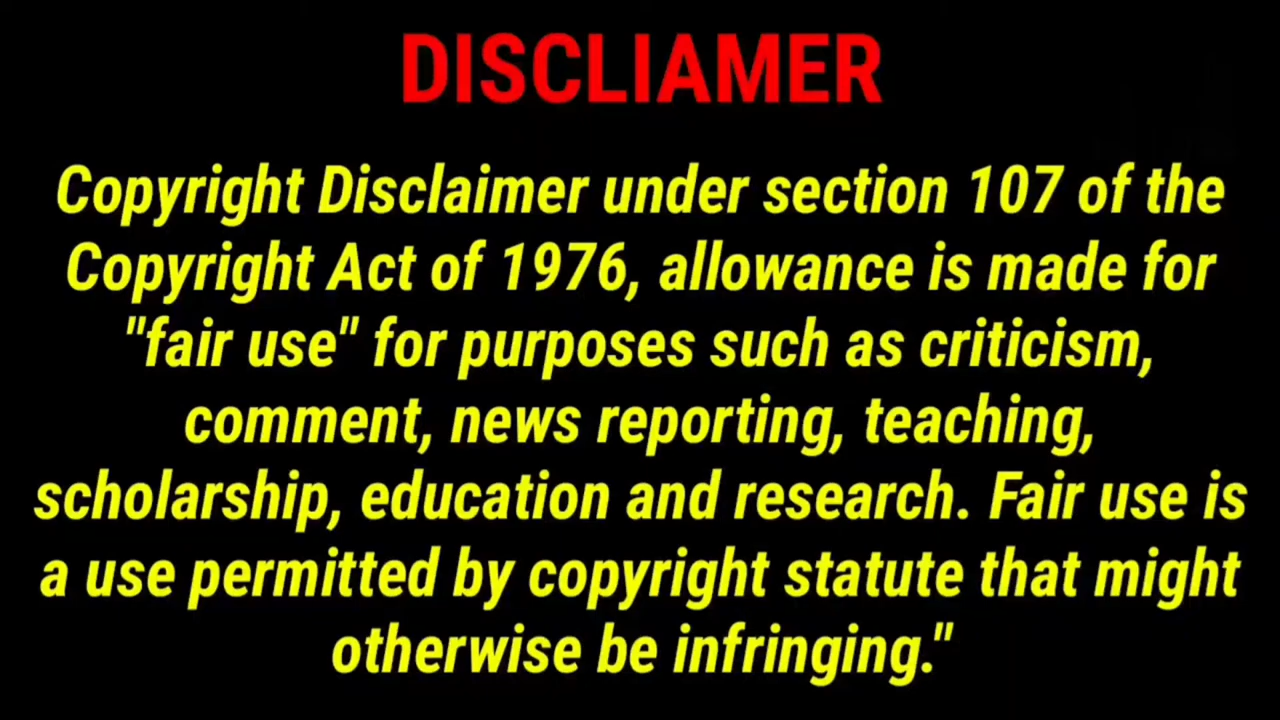 DISCLIAMER
Copyright Disclaimer under section 107 of the
Copyright Act of 1976, allowance is made for
"fair use" for purposes such as criticism,
comment, news reporting, teaching,
scholarship, education and research. Fair use is
a use permitted by copyright statute that might
otherwise be infringing."